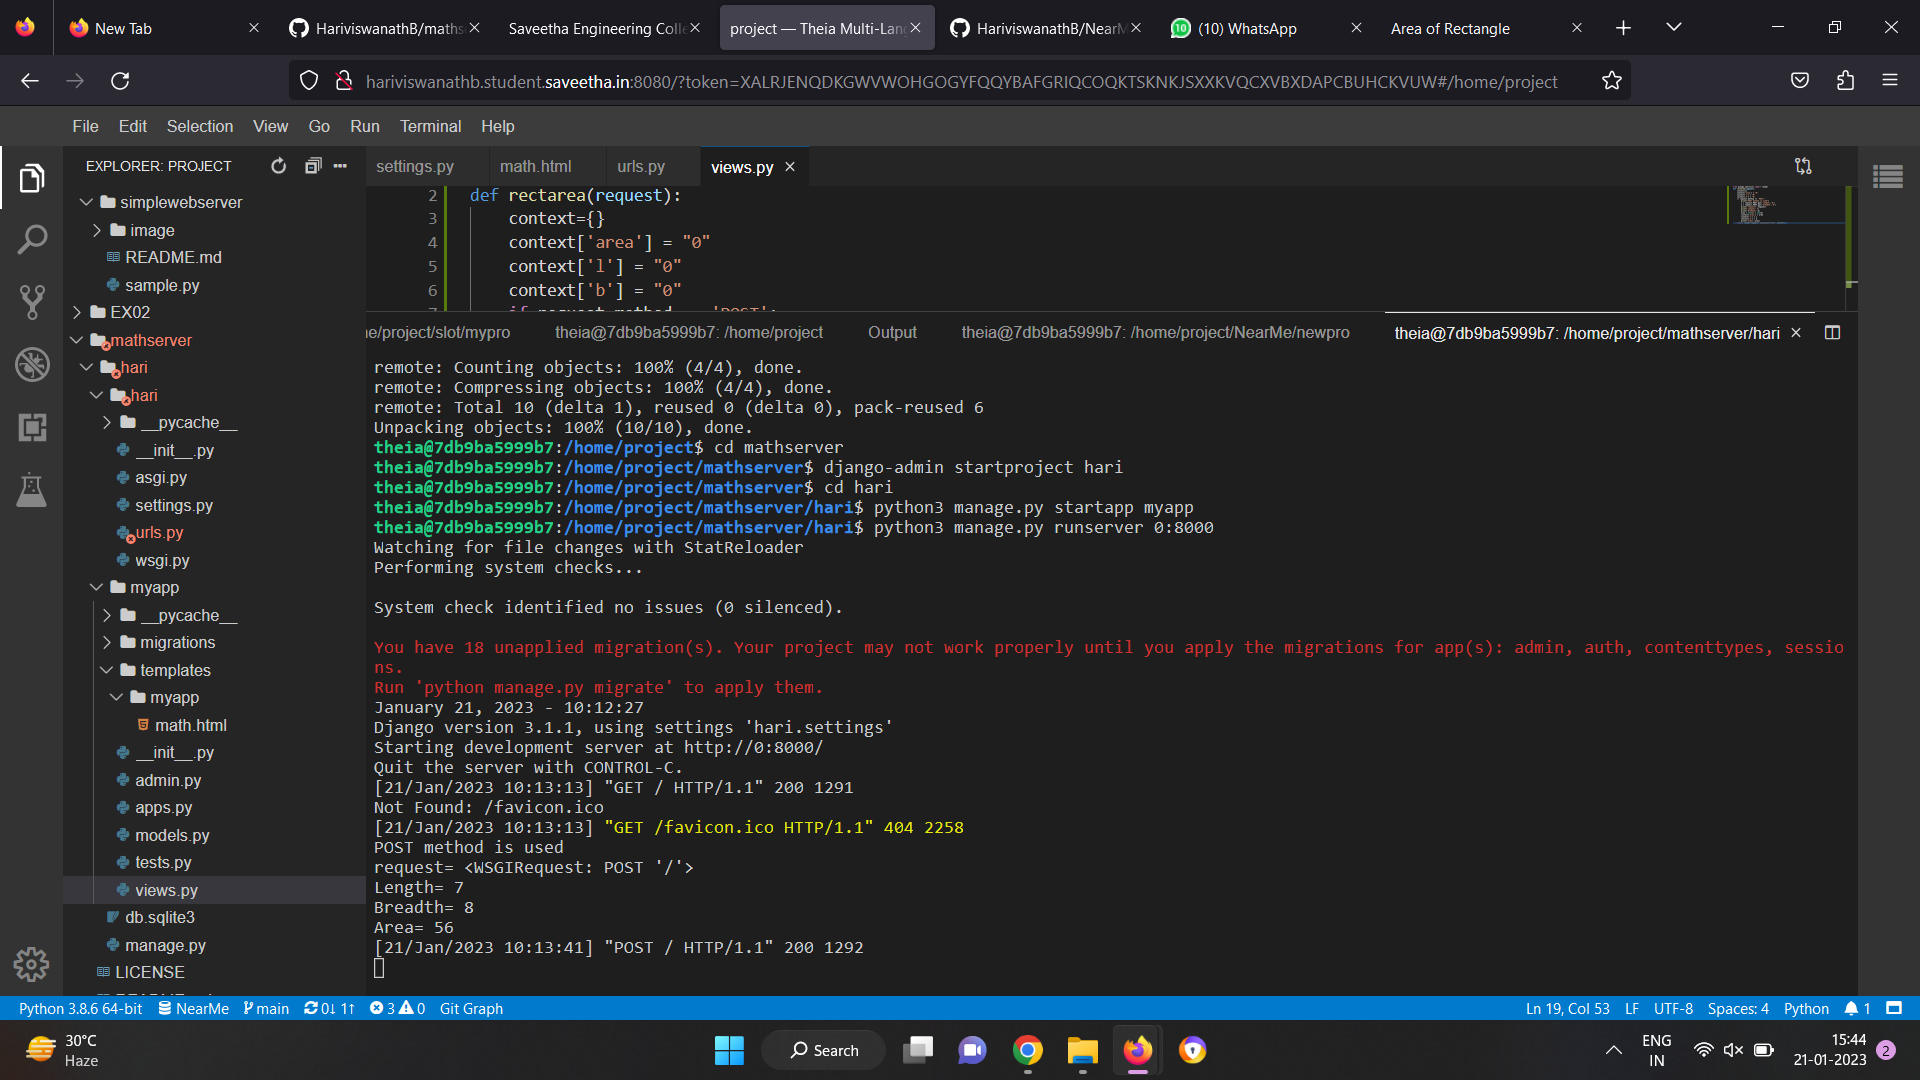 New Tab
HariviswanathB/maths
Saveetha Engineering Colle
project — Theia Multi-Lang
HariviswanathB/NearM
(10) WhatsApp
Area of Rectangle
hariviswanathb.student.saveetha.in:8080/?token=XALRJENQDKGWVWOHGOGYFQQYBAFGRIQCOQKTSKNKJSXXKVQCXVBXDAPCBUHCKVUW#/home/project
File Edit Selection View Go Run Terminal Help
EXPLORER: PROJECT
simplewebserver
image
README.md
sample.py
EX02
mathserver
hari
hari
__pycache__
__init__.py
asgi.py
settings.py
urls.py
wsgi.py
myapp
__pycache__
migrations
templates
myapp
math.html
__init__.py
admin.py
apps.py
models.py
tests.py
views.py
db.sqlite3
manage.py
LICENSE
settings.py math.html urls.py views.py
2 def rectarea(request):
3 context={}
4 context['area'] = "0"
5 context['l'] = "0"
6 context['b'] = "0"
7 if request.method == 'POST':
e/project/slot/mypro theia@7db9ba5999b7: /home/project Output theia@7db9ba5999b7: /home/project/NearMe/newpro theia@7db9ba5999b7: /home/project/mathserver/hari
remote: Counting objects: 100% (4/4), done.
remote: Compressing objects: 100% (4/4), done.
remote: Total 10 (delta 1), reused 0 (delta 0), pack-reused 6
Unpacking objects: 100% (10/10), done.
theia@7db9ba5999b7:/home/project$ cd mathserver
theia@7db9ba5999b7:/home/project/mathserver$ django-admin startproject hari
theia@7db9ba5999b7:/home/project/mathserver$ cd hari
theia@7db9ba5999b7:/home/project/mathserver/hari$ python3 manage.py startapp myapp
theia@7db9ba5999b7:/home/project/mathserver/hari$ python3 manage.py runserver 0:8000
Watching for file changes with StatReloader
Performing system checks...
System check identified no issues (0 silenced).
You have 18 unapplied migration(s). Your project may not work properly until you apply the migrations for app(s): admin, auth, contenttypes, sessio
ns.
Run 'python manage.py migrate' to apply them.
January 21, 2023 - 10:12:27
Django version 3.1.1, using settings 'hari.settings'
Starting development server at http://0:8000/
Quit the server with CONTROL-C.
[21/Jan/2023 10:13:13] "GET / HTTP/1.1" 200 1291
Not Found: /favicon.ico
[21/Jan/2023 10:13:13] "GET /favicon.ico HTTP/1.1" 404 2258
POST method is used
request= <WSGIRequest: POST '/'>
Length= 7
Breadth= 8
Area= 56
[21/Jan/2023 10:13:41] "POST / HTTP/1.1" 200 1292
Python 3.8.6 64-bit NearMe main 0↓ 1↑ 3 0 Git Graph
Ln 19, Col 53 LF UTF-8 Spaces: 4 Python 1
30°C
Haze
Search
ENG
IN
15:44
21-01-2023
2